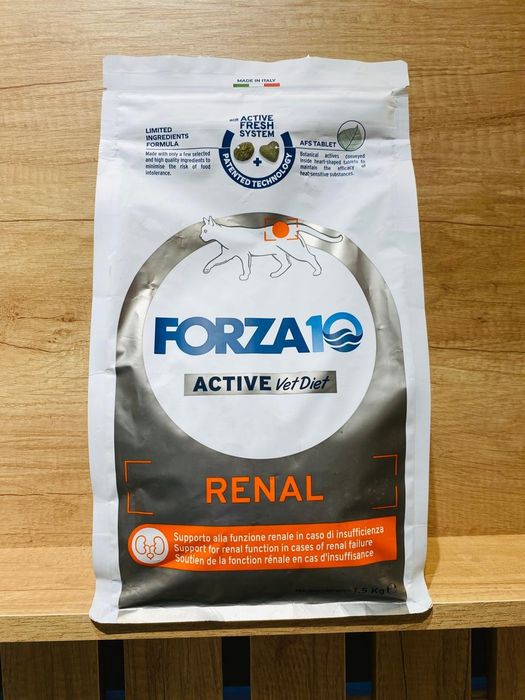 MADE IN ITALY
LIMITED
INGREDIENTS
FORMULA
Made with only a few selected
and high quality ingredients to
minimise the risk of food
intolerance.
with ACTIVE
FRESH
SYSTEM
PATENTED TECHNOLOGY
AFS TABLET
Botanical actives conveyed
inside heart-shaped tablets to
maintain the efficacy of
heat-sensitive substances.
FORZA10
ACTIVE VetDiet
RENAL
Supporto alla funzione renale in caso di insufficienza
Support for renal function in cases of renal failure
Soutien de la fonction rénale en cas d'insuffisance
1,5 Kg e